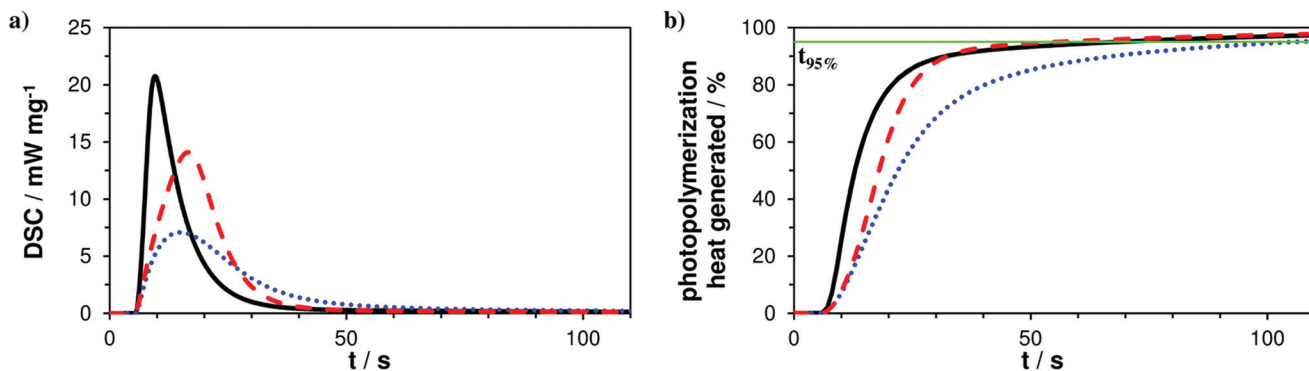 a)
DSC / mW mg-1
25
20
15
10
5
0
0
50
100
t / s
b)
photopolymerization
heat generated / %
100
80
60
40
20
0
t95%
0
50
100
t / s